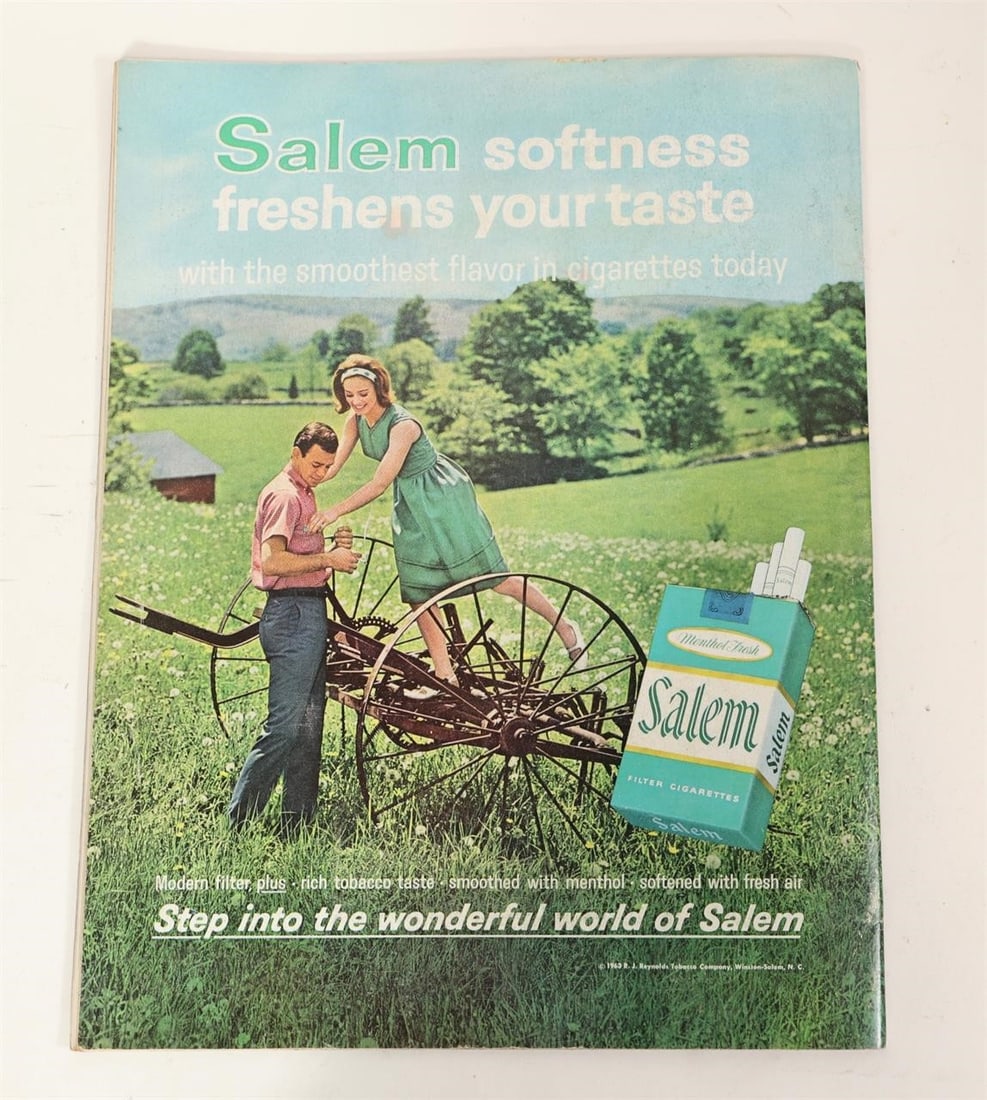 Salem softness
freshens your taste
with the smoothest flavor in cigarettes today
Menthol Fresh
Salem
Salem
FILTER CIGARETTES
Salem
Modern filter, plus · rich tobacco taste · smoothed with menthol · softened with fresh air
Step into the wonderful world of Salem
© 1963 R. J. Reynolds Tobacco Company, Winston-Salem, N. C.